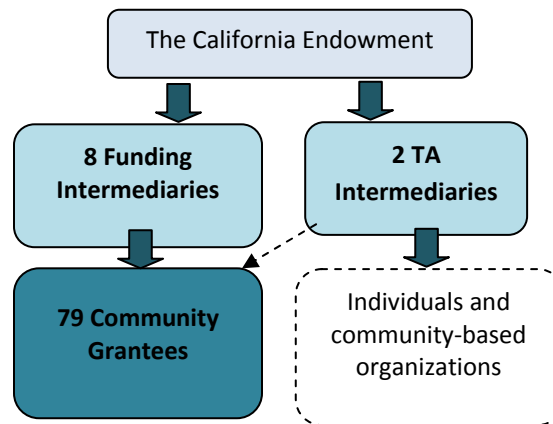 The California Endowment
8 Funding
Intermediaries
2 TA
Intermediaries
79 Community
Grantees
Individuals and
community-based
organizations